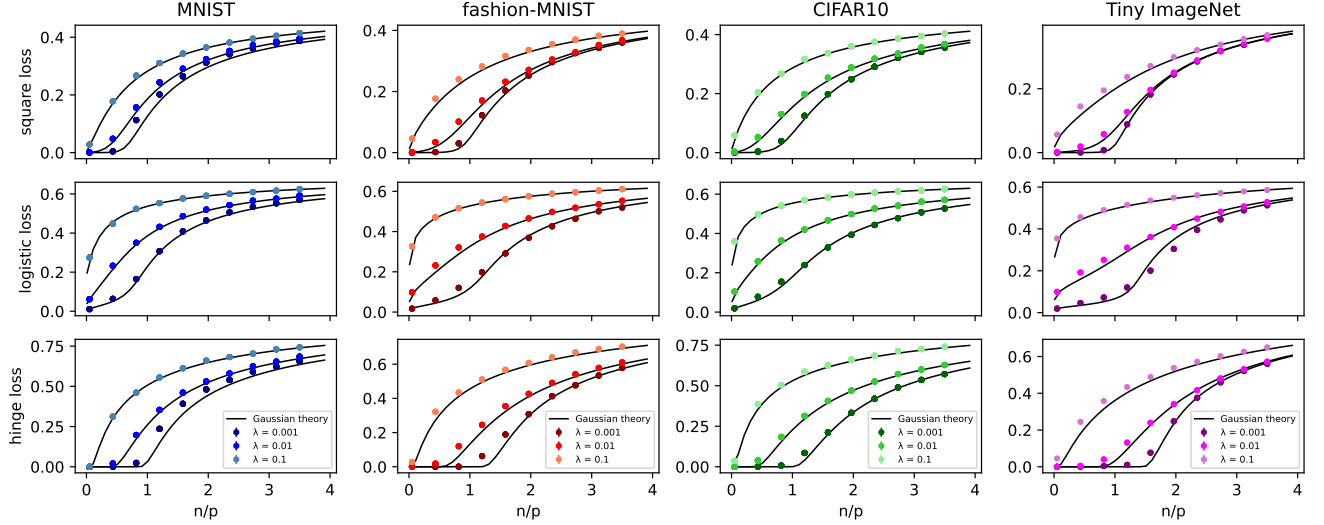 MNIST fashion-MNIST CIFAR10 Tiny ImageNet
square loss
0.4 0.4 0.4
0.2 0.2 0.2 0.2
0.0 0.0 0.0 0.0
logistic loss
0.6 0.6 0.6 0.6
0.4 0.4 0.4 0.4
0.2 0.2 0.2 0.2
0.0 0.0 0.0 0.0
hinge loss
0.75 0.75
0.6 0.6
0.50 0.4 0.50 0.4
0.25 0.2 0.25 0.2
0.00 0.0 0.00 0.0
Gaussian theory Gaussian theory Gaussian theory Gaussian theory
λ = 0.001 λ = 0.001 λ = 0.001 λ = 0.001
λ = 0.01 λ = 0.01 λ = 0.01 λ = 0.01
λ = 0.1 λ = 0.1 λ = 0.1 λ = 0.1
0 1 2 3 4 0 1 2 3 4 0 1 2 3 4 0 1 2 3 4
n/p n/p n/p n/p